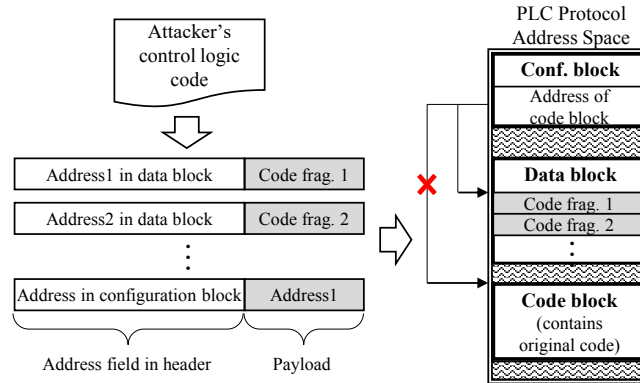 Attacker's
control logic
code
Address1 in data block Code frag. 1
Address2 in data block Code frag. 2
Address in configuration block Address1
Address field in header Payload
PLC Protocol
Address Space
Conf. block
Address of
code block
Data block
Code frag. 1
Code frag. 2
Code block
(contains
original code)